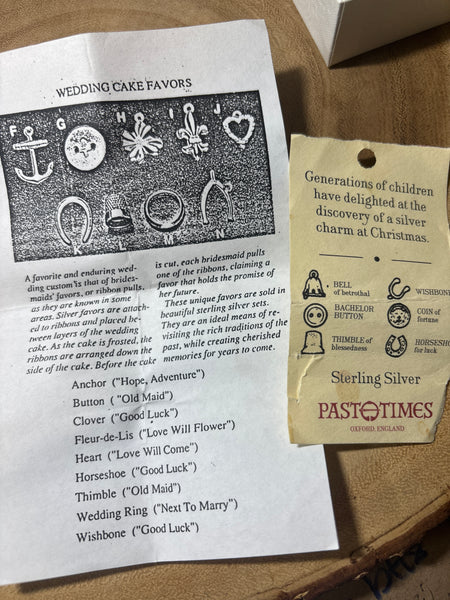 WEDDING CAKE FAVORS
F G H I J
K L M N
A favorite and enduring wed-
ding custom is that of brides-
maids' favors, or ribbon pulls,
as they are known in some
areas. Silver favors are attach-
ed to ribbons and placed be-
tween layers of the wedding
cake. As the cake is frosted, the
ribbons are arranged down the
side of the cake. Before the cake
is cut, each bridesmaid pulls
one of the ribbons, claiming a
favor that holds the promise of
her future.
These unique favors are sold in
beautiful sterling silver sets.
They are an ideal means of re-
visiting the rich traditions of the
past, while creating cherished
memories for years to come.
Anchor ("Hope, Adventure")
Button ( "Old Maid")
Clover ("Good Luck")
Fleur-de-Lis ("Love Will Flower")
Heart ("Love Will Come")
Horseshoe ("Good Luck")
Thimble ("Old Maid")
Wedding Ring ("Next To Marry")
Wishbone ("Good Luck")
Generations of children
have delighted at the
discovery of a silver
charm at Christmas.
BELL
of betrothal
BACHELOR
BUTTON
THIMBLE of
blessedness
WISHBONE
COIN of
fortune
HORSESHOE
for luck
Sterling Silver
PAST TIMES
OXFORD, ENGLAND